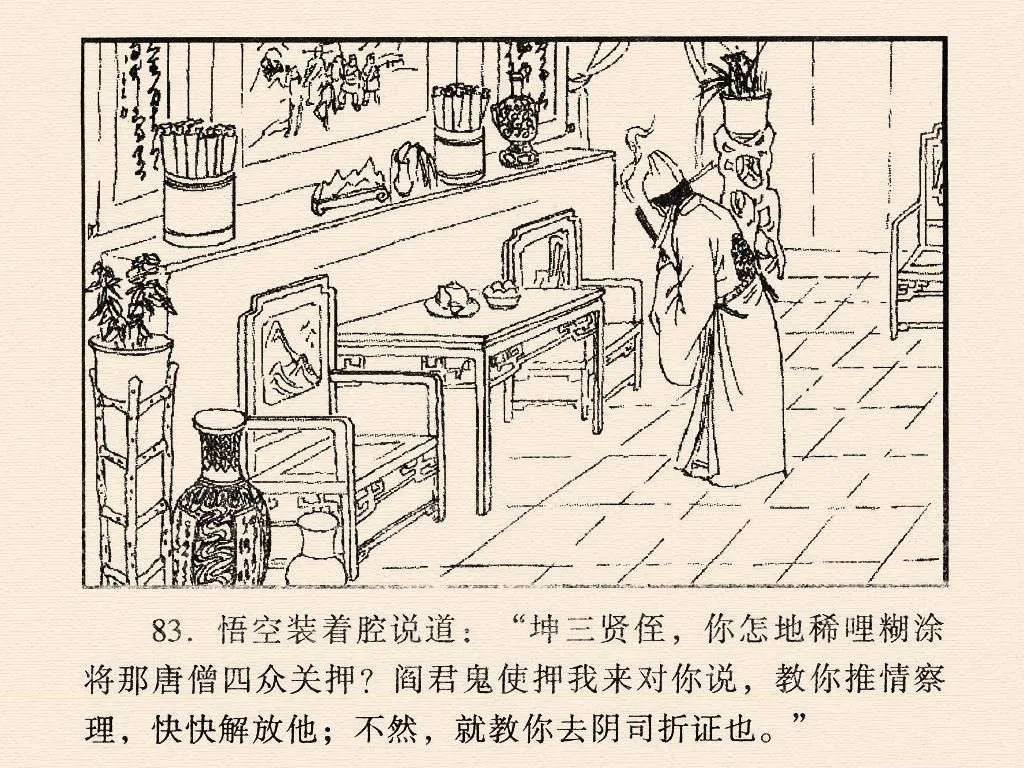 83. 悟空装着腔说道：“坤三贤侄，你怎地稀哩糊涂
将那唐僧四众关押？阎君鬼使押我来对你说，教你推情察
理，快快解放他；不然，就教你去阴司折证也。”